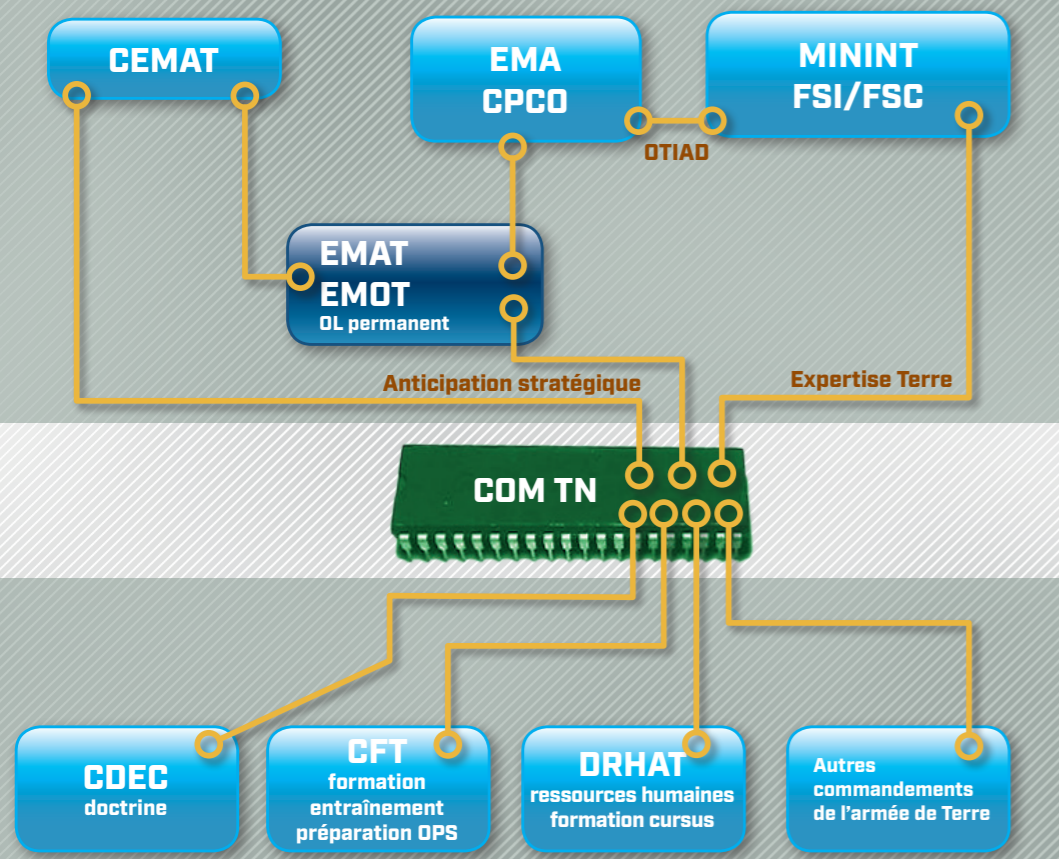 CEMAT
EMA
CPCO
MININT
FSI/FSC
OTIAD
EMAT
EMOT
OL permanent
Anticipation stratégique
Expertise Terre
COM TN
CDEC
doctrine
CFT
formation
entraînement
préparation OPS
DRHAT
ressources humaines
formation cursus
Autres
commandements
de l'armée de Terre